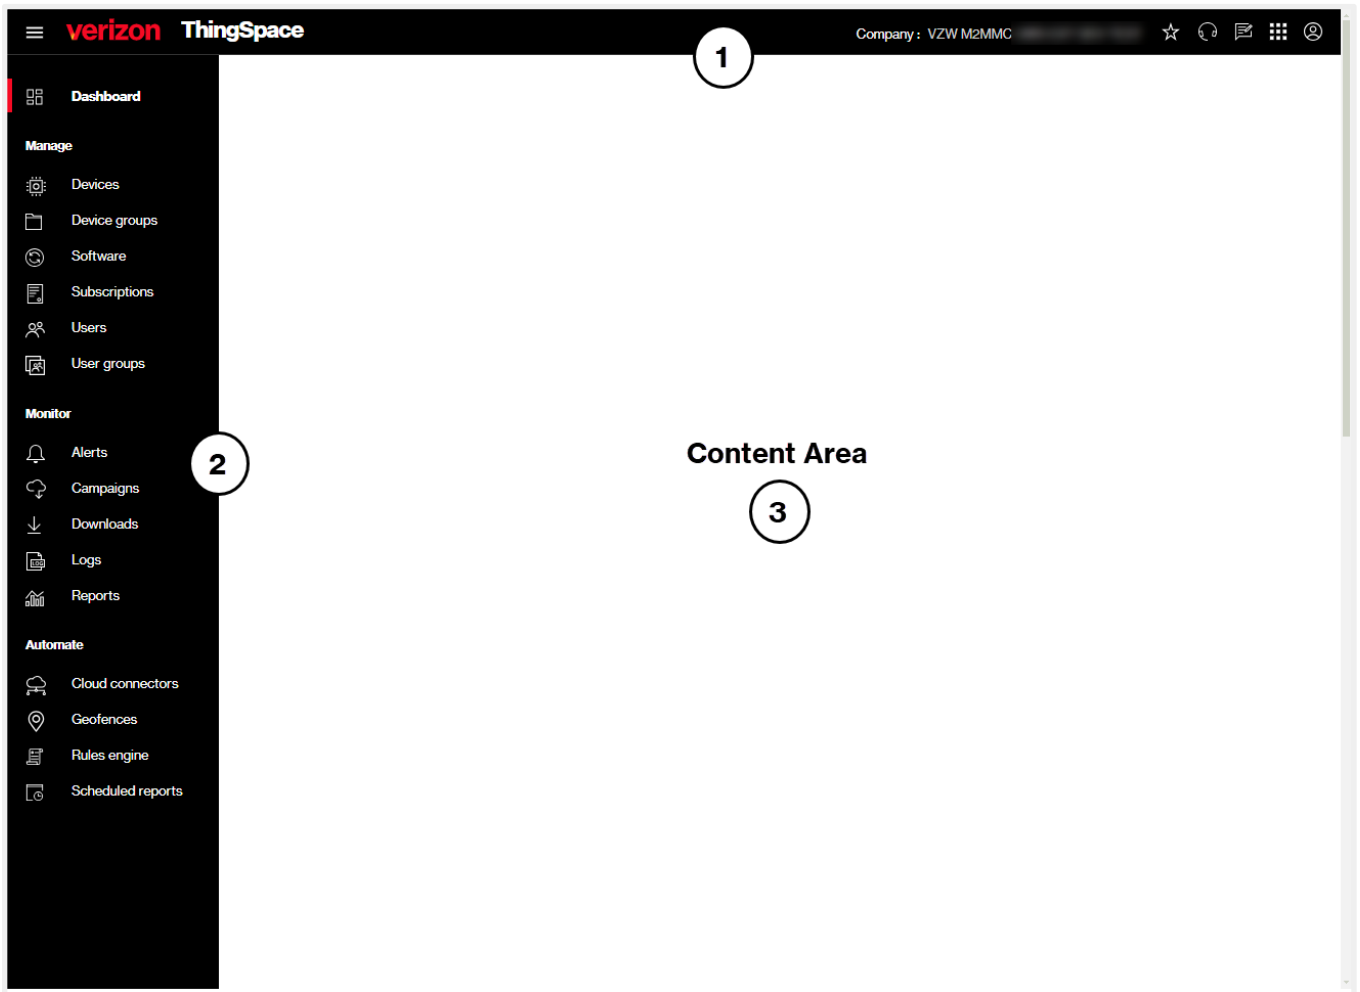 verizon ThingSpace Company : VZW M2MMC
1
Dashboard
Manage
Devices
Device groups
Software
Subscriptions
Users
User groups
Monitor
Alerts
2
Campaigns
Downloads
Logs
Reports
Content Area
3
Automate
Cloud connectors
Geofences
Rules engine
Scheduled reports